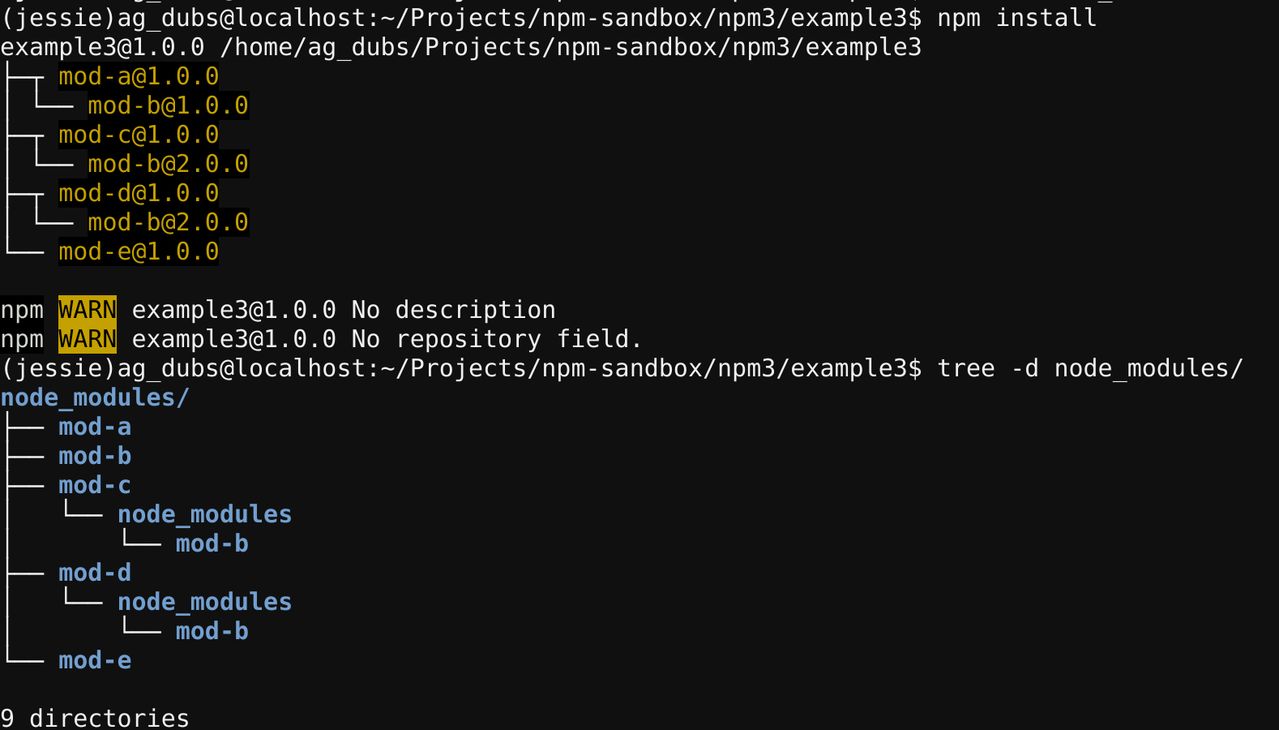 (jessie)ag_dubs@localhost:~/Projects/npm-sandbox/npm3/example3$ npm install
example3@1.0.0 /home/ag_dubs/Projects/npm-sandbox/npm3/example3
├─┬ mod-a@1.0.0
│ └── mod-b@1.0.0
├─┬ mod-c@1.0.0
│ └── mod-b@2.0.0
├─┬ mod-d@1.0.0
│ └── mod-b@2.0.0
└── mod-e@1.0.0
npm WARN example3@1.0.0 No description
npm WARN example3@1.0.0 No repository field.
(jessie)ag_dubs@localhost:~/Projects/npm-sandbox/npm3/example3$ tree -d node_modules/
node_modules/
├── mod-a
├── mod-b
├── mod-c
│   └── node_modules
│       └── mod-b
├── mod-d
│   └── node_modules
│       └── mod-b
└── mod-e
9 directories